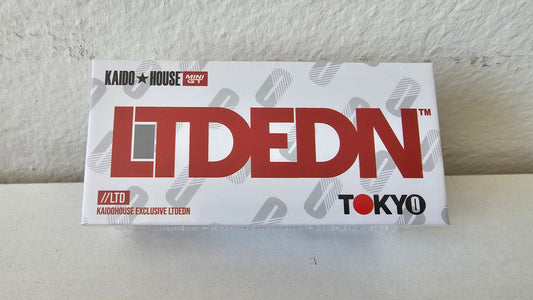 KAIDO★HOUSE MINI GT
LTDEDN™
//LTD
KAIDOHOUSE EXCLUSIVE LTDEDN
TOKYO